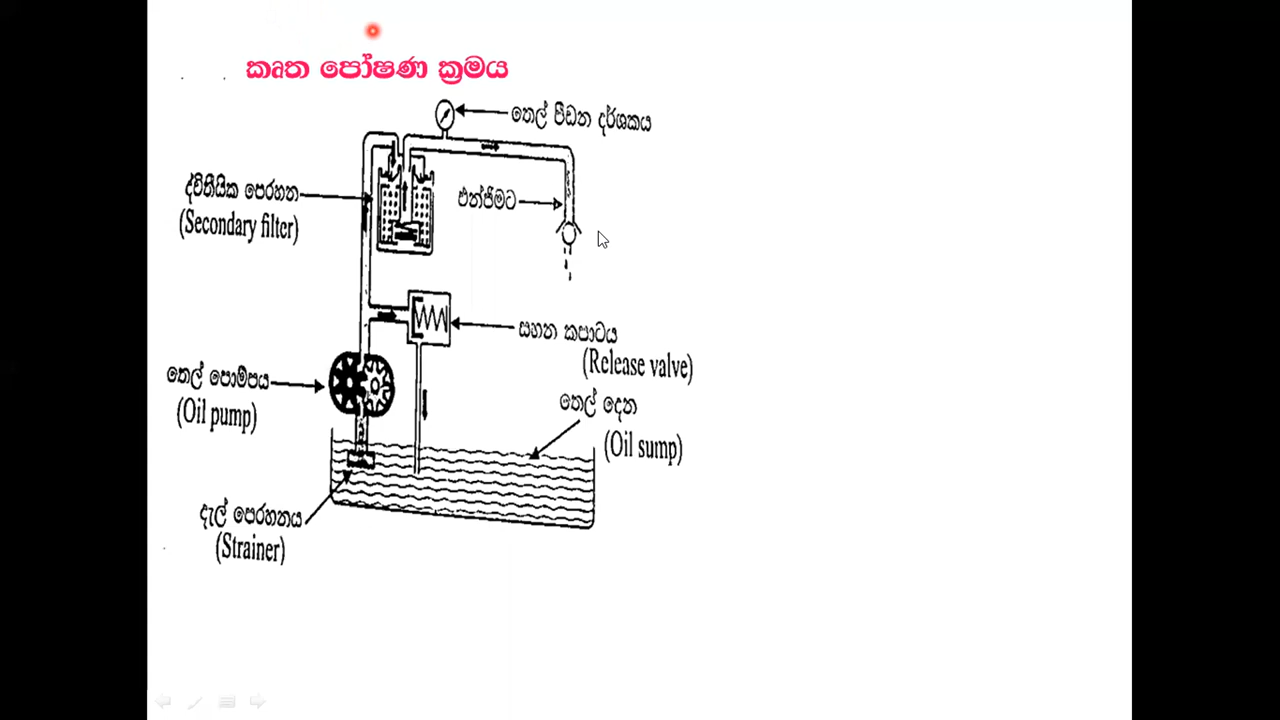 කෘත පෝෂණ ක්‍රමය
තෙල් පීඩන දර්ශකය
ද්විතීයික පෙරහන
(Secondary filter)
එන්ජිමට
සහන කපාටය
(Release valve)
තෙල් පොම්පය
(Oil pump)
තෙල් දෙන
(Oil sump)
දැල් පෙරහනය
(Strainer)